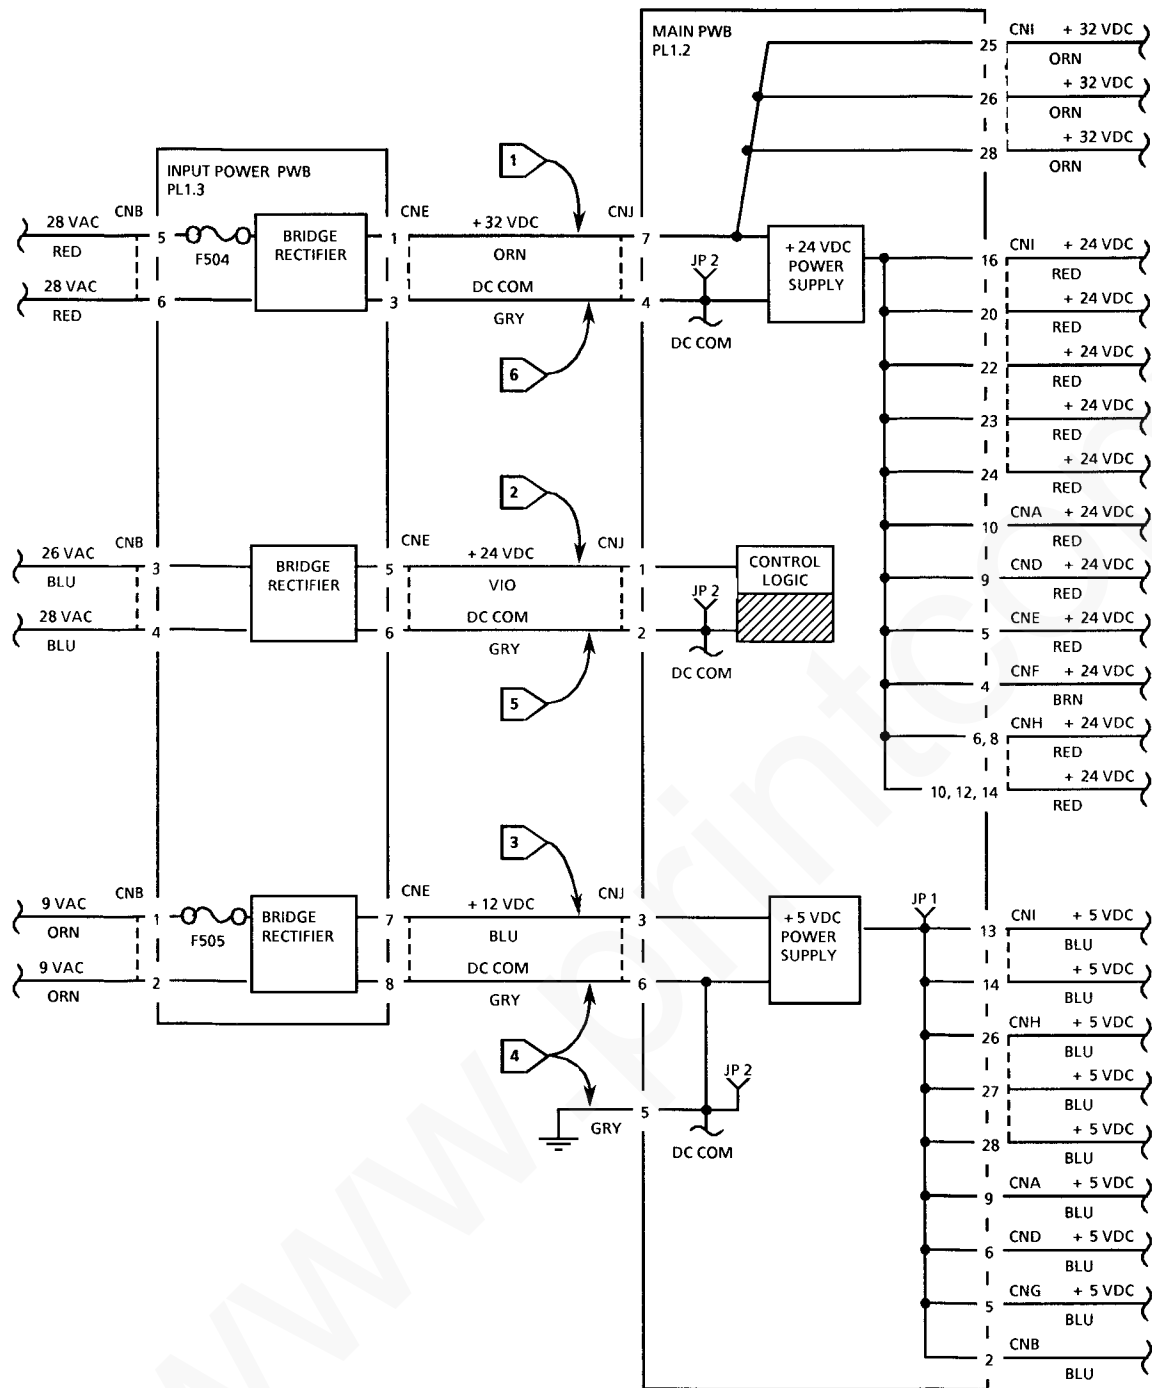 MAIN PWB
PL1.2
25 CNI + 32 VDC
ORN
26 + 32 VDC
ORN
28 + 32 VDC
ORN
INPUT POWER PWB
PL1.3
1
28 VAC CNB 5
RED
F504
BRIDGE
RECTIFIER
CNE 1 + 32 VDC CNJ 7
ORN
28 VAC 6
RED
3 DC COM 4
GRY
JP 2
DC COM
+ 24 VDC
POWER
SUPPLY
6
16 CNI + 24 VDC
RED
20 + 24 VDC
RED
22 + 24 VDC
RED
23 + 24 VDC
RED
24 + 24 VDC
RED
10 CNA + 24 VDC
RED
9 CND + 24 VDC
RED
5 CNE + 24 VDC
RED
4 CNF + 24 VDC
BRN
6, 8 CNH + 24 VDC
RED
10, 12, 14 + 24 VDC
RED
2
26 VAC CNB 3
BLU
BRIDGE
RECTIFIER
CNE 5 + 24 VDC CNJ 1
VIO
28 VAC 4
BLU
6 DC COM 2
GRY
JP 2
DC COM
CONTROL
LOGIC
5
3
9 VAC CNB 1
ORN
F505
BRIDGE
RECTIFIER
CNE 7 + 12 VDC CNJ 3
BLU
9 VAC 2
ORN
8 DC COM 6
GRY
+ 5 VDC
POWER
SUPPLY
4
GRY 5
JP 2
DC COM
JP 1
13 CNI + 5 VDC
BLU
14 + 5 VDC
BLU
26 CNH + 5 VDC
BLU
27 + 5 VDC
BLU
28 + 5 VDC
BLU
9 CNA + 5 VDC
BLU
6 CND + 5 VDC
BLU
5 CNG + 5 VDC
BLU
2 CNB
BLU
www.printcop